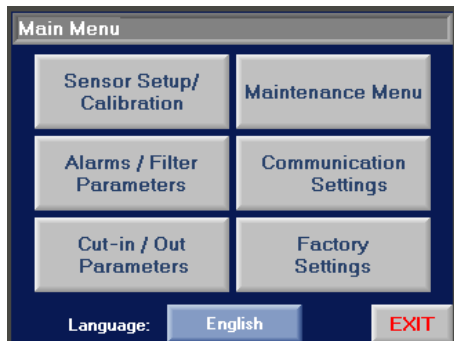 Main Menu
Sensor Setup/
Calibration
Maintenance Menu
Alarms / Filter
Parameters
Communication
Settings
Cut-in / Out
Parameters
Factory
Settings
Language:
English
EXIT